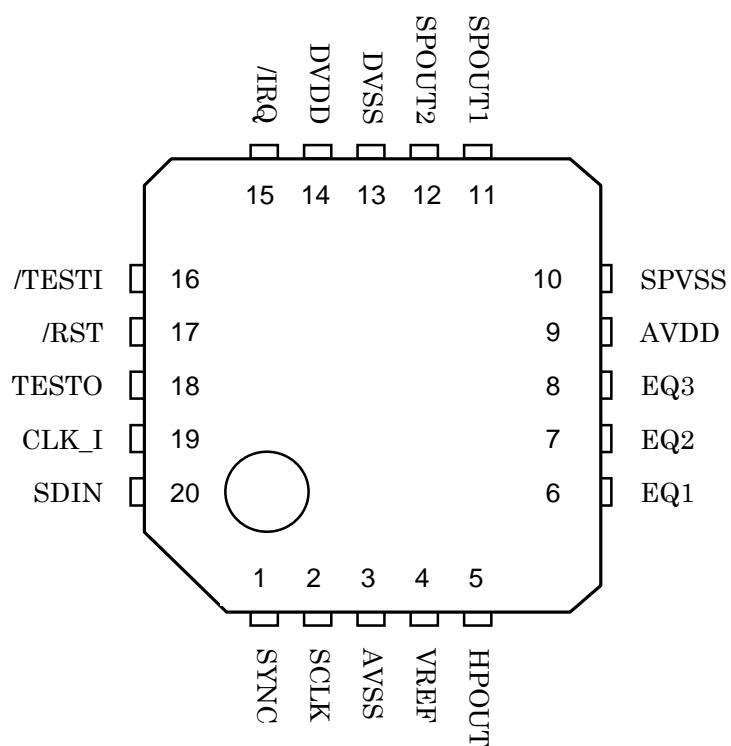 /IRQ
DVDD
DVSS
SPOUT2
SPOUT1
15 14 13 12 11
/TESTI 16 10 SPVSS
/RST 17 9 AVDD
TESTO 18 8 EQ3
CLK_I 19 7 EQ2
SDIN 20 6 EQ1
1 2 3 4 5
SYNC
SCLK
AVSS
VREF
HPOUT